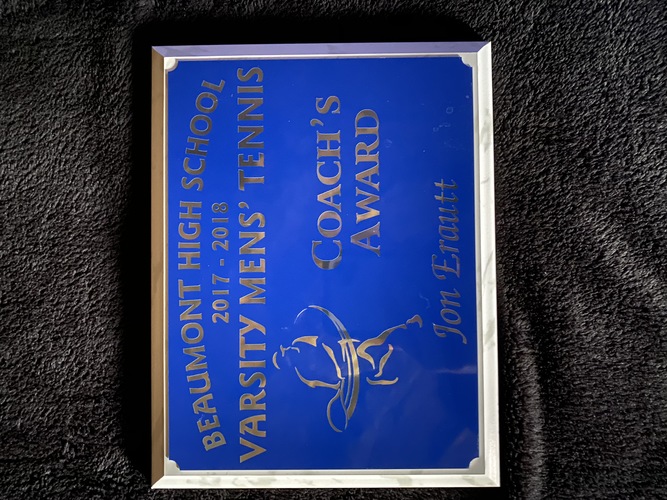 BEAUMONT HIGH SCHOOL
2017 - 2018
VARSITY MENS' TENNIS
COACH'S
AWARD
Jon Erautt